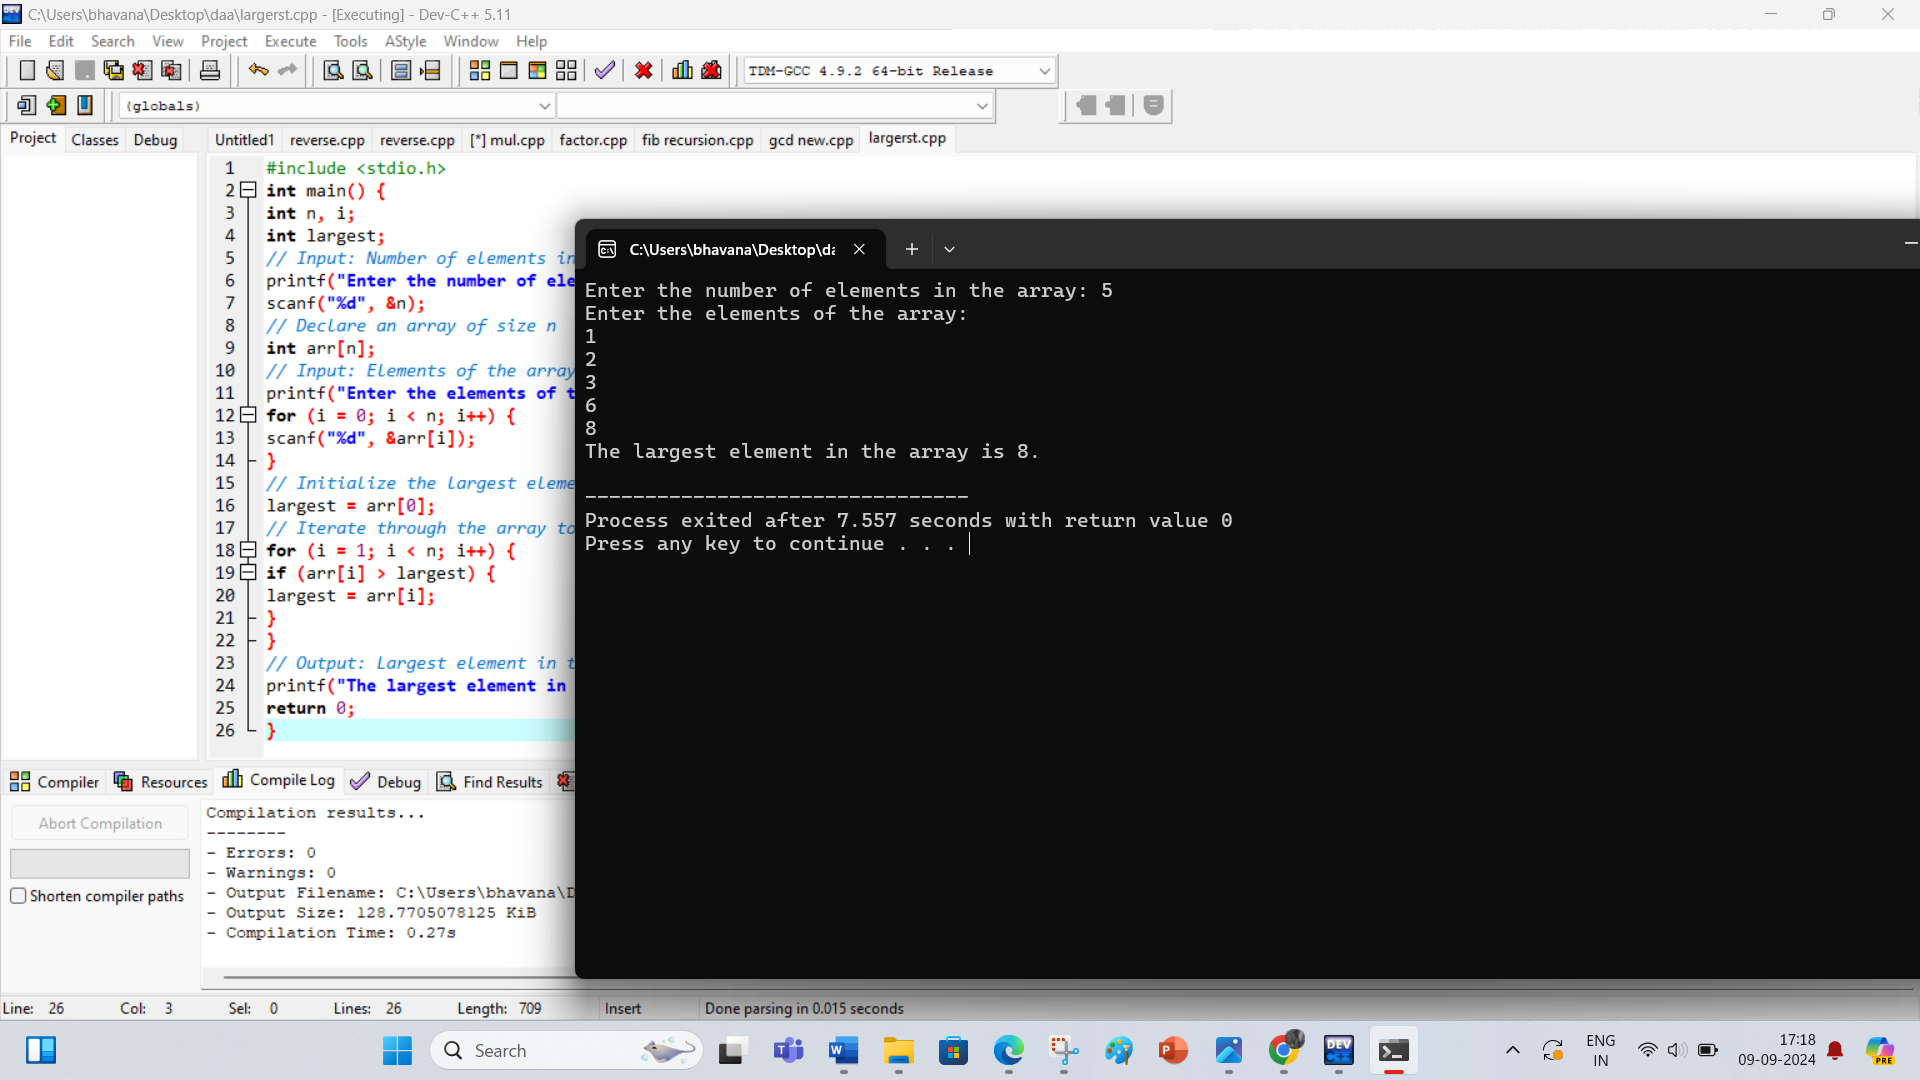 C:\Users\bhavana\Desktop\daa\largerst.cpp - [Executing] - Dev-C++ 5.11
File Edit Search View Project Execute Tools AStyle Window Help
TDM-GCC 4.9.2 64-bit Release
(globals)
Project Classes Debug
Untitled1 reverse.cpp reverse.cpp [*] mul.cpp factor.cpp fib recursion.cpp gcd new.cpp largerst.cpp
1 #include <stdio.h>
2 int main() {
3 int n, i;
4 int largest;
5 // Input: Number of elements in
6 printf("Enter the number of ele
7 scanf("%d", &n);
8 // Declare an array of size n
9 int arr[n];
10 // Input: Elements of the array
11 printf("Enter the elements of t
12 for (i = 0; i < n; i++) {
13 scanf("%d", &arr[i]);
14 }
15 // Initialize the largest eleme
16 largest = arr[0];
17 // Iterate through the array to
18 for (i = 1; i < n; i++) {
19 if (arr[i] > largest) {
20 largest = arr[i];
21 }
22 }
23 // Output: Largest element in t
24 printf("The largest element in
25 return 0;
26 }
C:\Users\bhavana\Desktop\da
Enter the number of elements in the array: 5
Enter the elements of the array:
1
2
3
6
8
The largest element in the array is 8.
--------------------------------
Process exited after 7.557 seconds with return value 0
Press any key to continue . . .
Compiler Resources Compile Log Debug Find Results
Abort Compilation
Shorten compiler paths
Compilation results...
--------
- Errors: 0
- Warnings: 0
- Output Filename: C:\Users\bhavana\D
- Output Size: 128.7705078125 KiB
- Compilation Time: 0.27s
Line: 26 Col: 3 Sel: 0 Lines: 26 Length: 709 Insert Done parsing in 0.015 seconds
Search
DEV C++
ENG
IN
17:18
09-09-2024
PRE